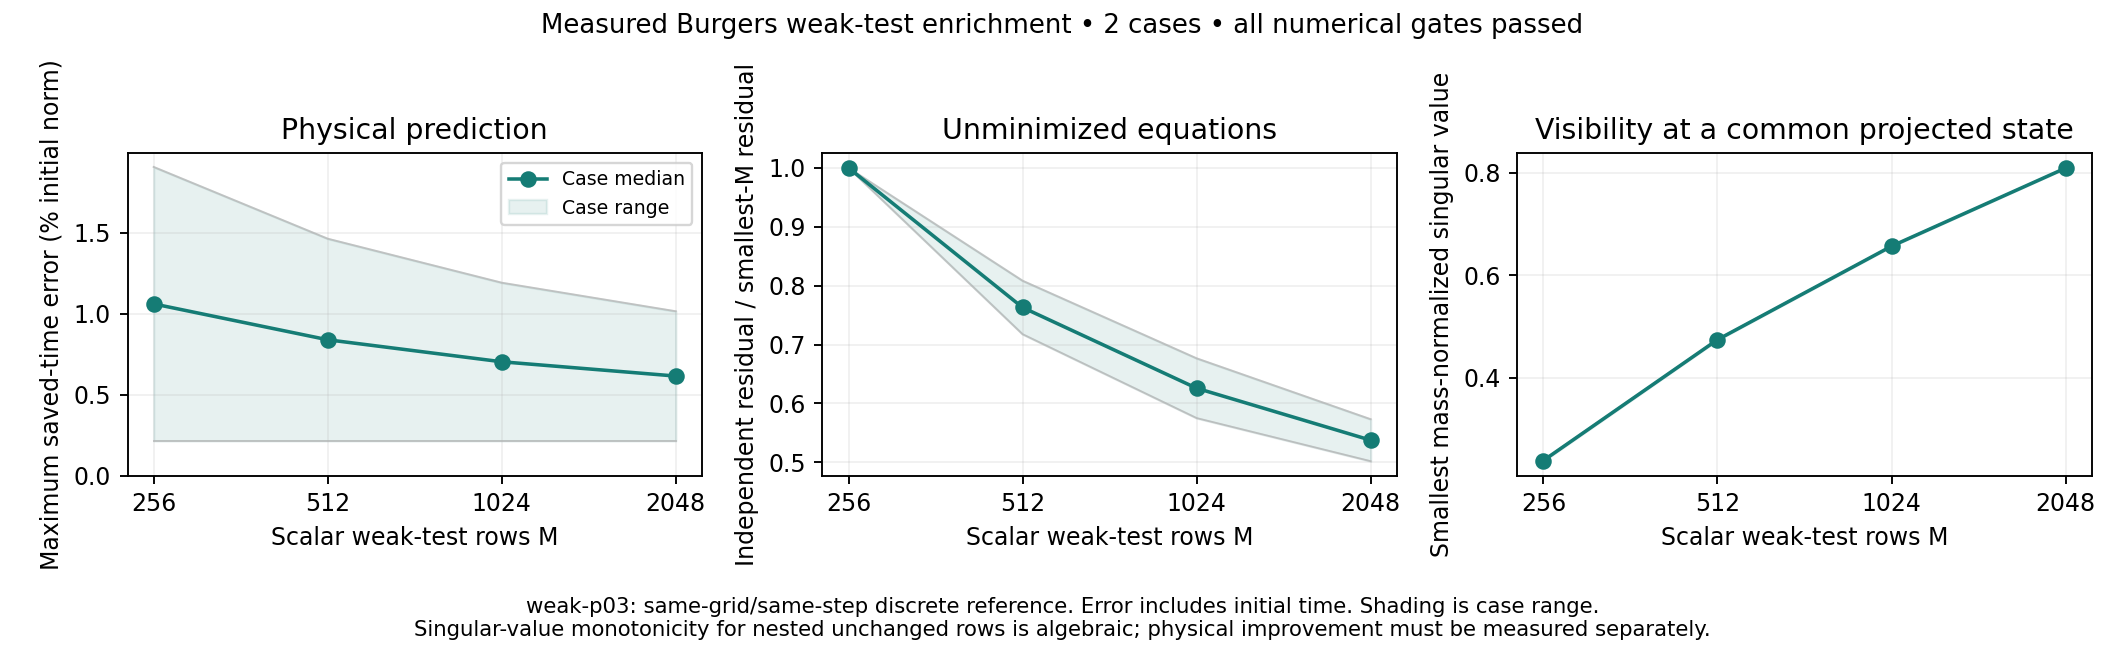 Measured Burgers weak-test enrichment • 2 cases • all numerical gates passed
Maximum saved-time error (% initial norm)
Physical prediction
Case median
Case range
1.5
1.0
0.5
0.0
256 512 1024 2048
Scalar weak-test rows M
Independent residual / smallest-M residual
Unminimized equations
1.0
0.9
0.8
0.7
0.6
0.5
256 512 1024 2048
Scalar weak-test rows M
Smallest mass-normalized singular value
Visibility at a common projected state
0.8
0.6
0.4
256 512 1024 2048
Scalar weak-test rows M
weak-p03: same-grid/same-step discrete reference. Error includes initial time. Shading is case range.
Singular-value monotonicity for nested unchanged rows is algebraic; physical improvement must be measured separately.